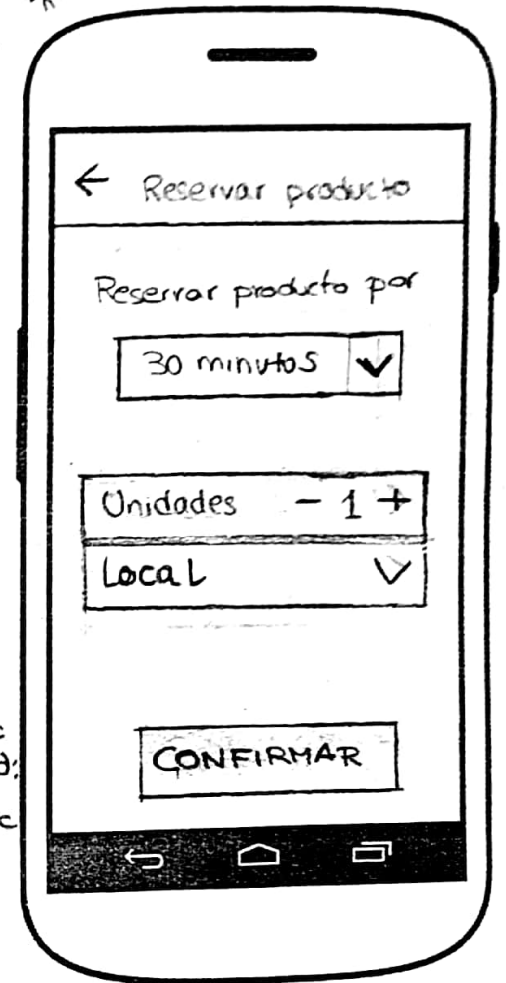 ← Reservar producto
Reservar producto por
30 minutos
Unidades - 1 +
Local
CONFIRMAR